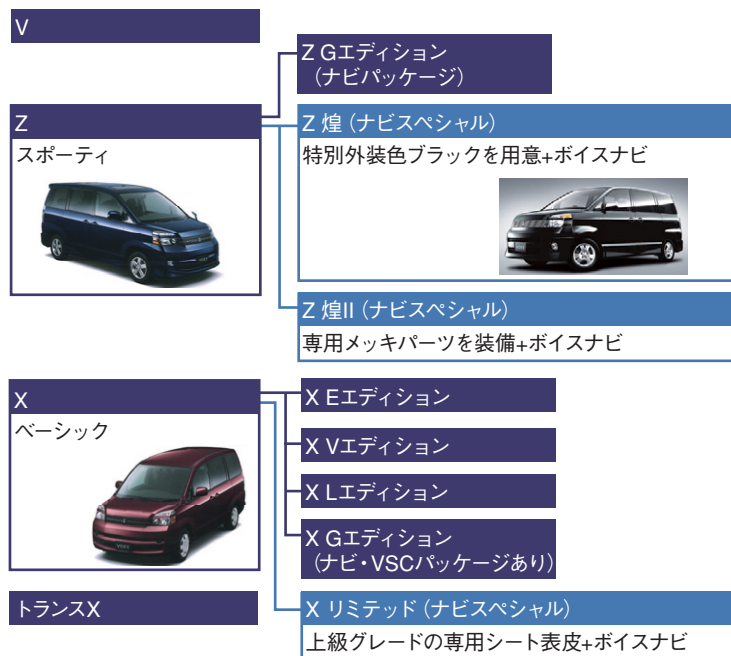 V
Z Gエディション
（ナビパッケージ）
Z
スポーティ
Z 煌（ナビスペシャル）
特別外装色ブラックを用意+ボイスナビ
Z 煌II（ナビスペシャル）
専用メッキパーツを装備+ボイスナビ
X
ベーシック
X Eエディション
X Vエディション
X Lエディション
X Gエディション
（ナビ・VSCパッケージあり）
トランスX
X リミテッド（ナビスペシャル）
上級グレードの専用シート表皮+ボイスナビ